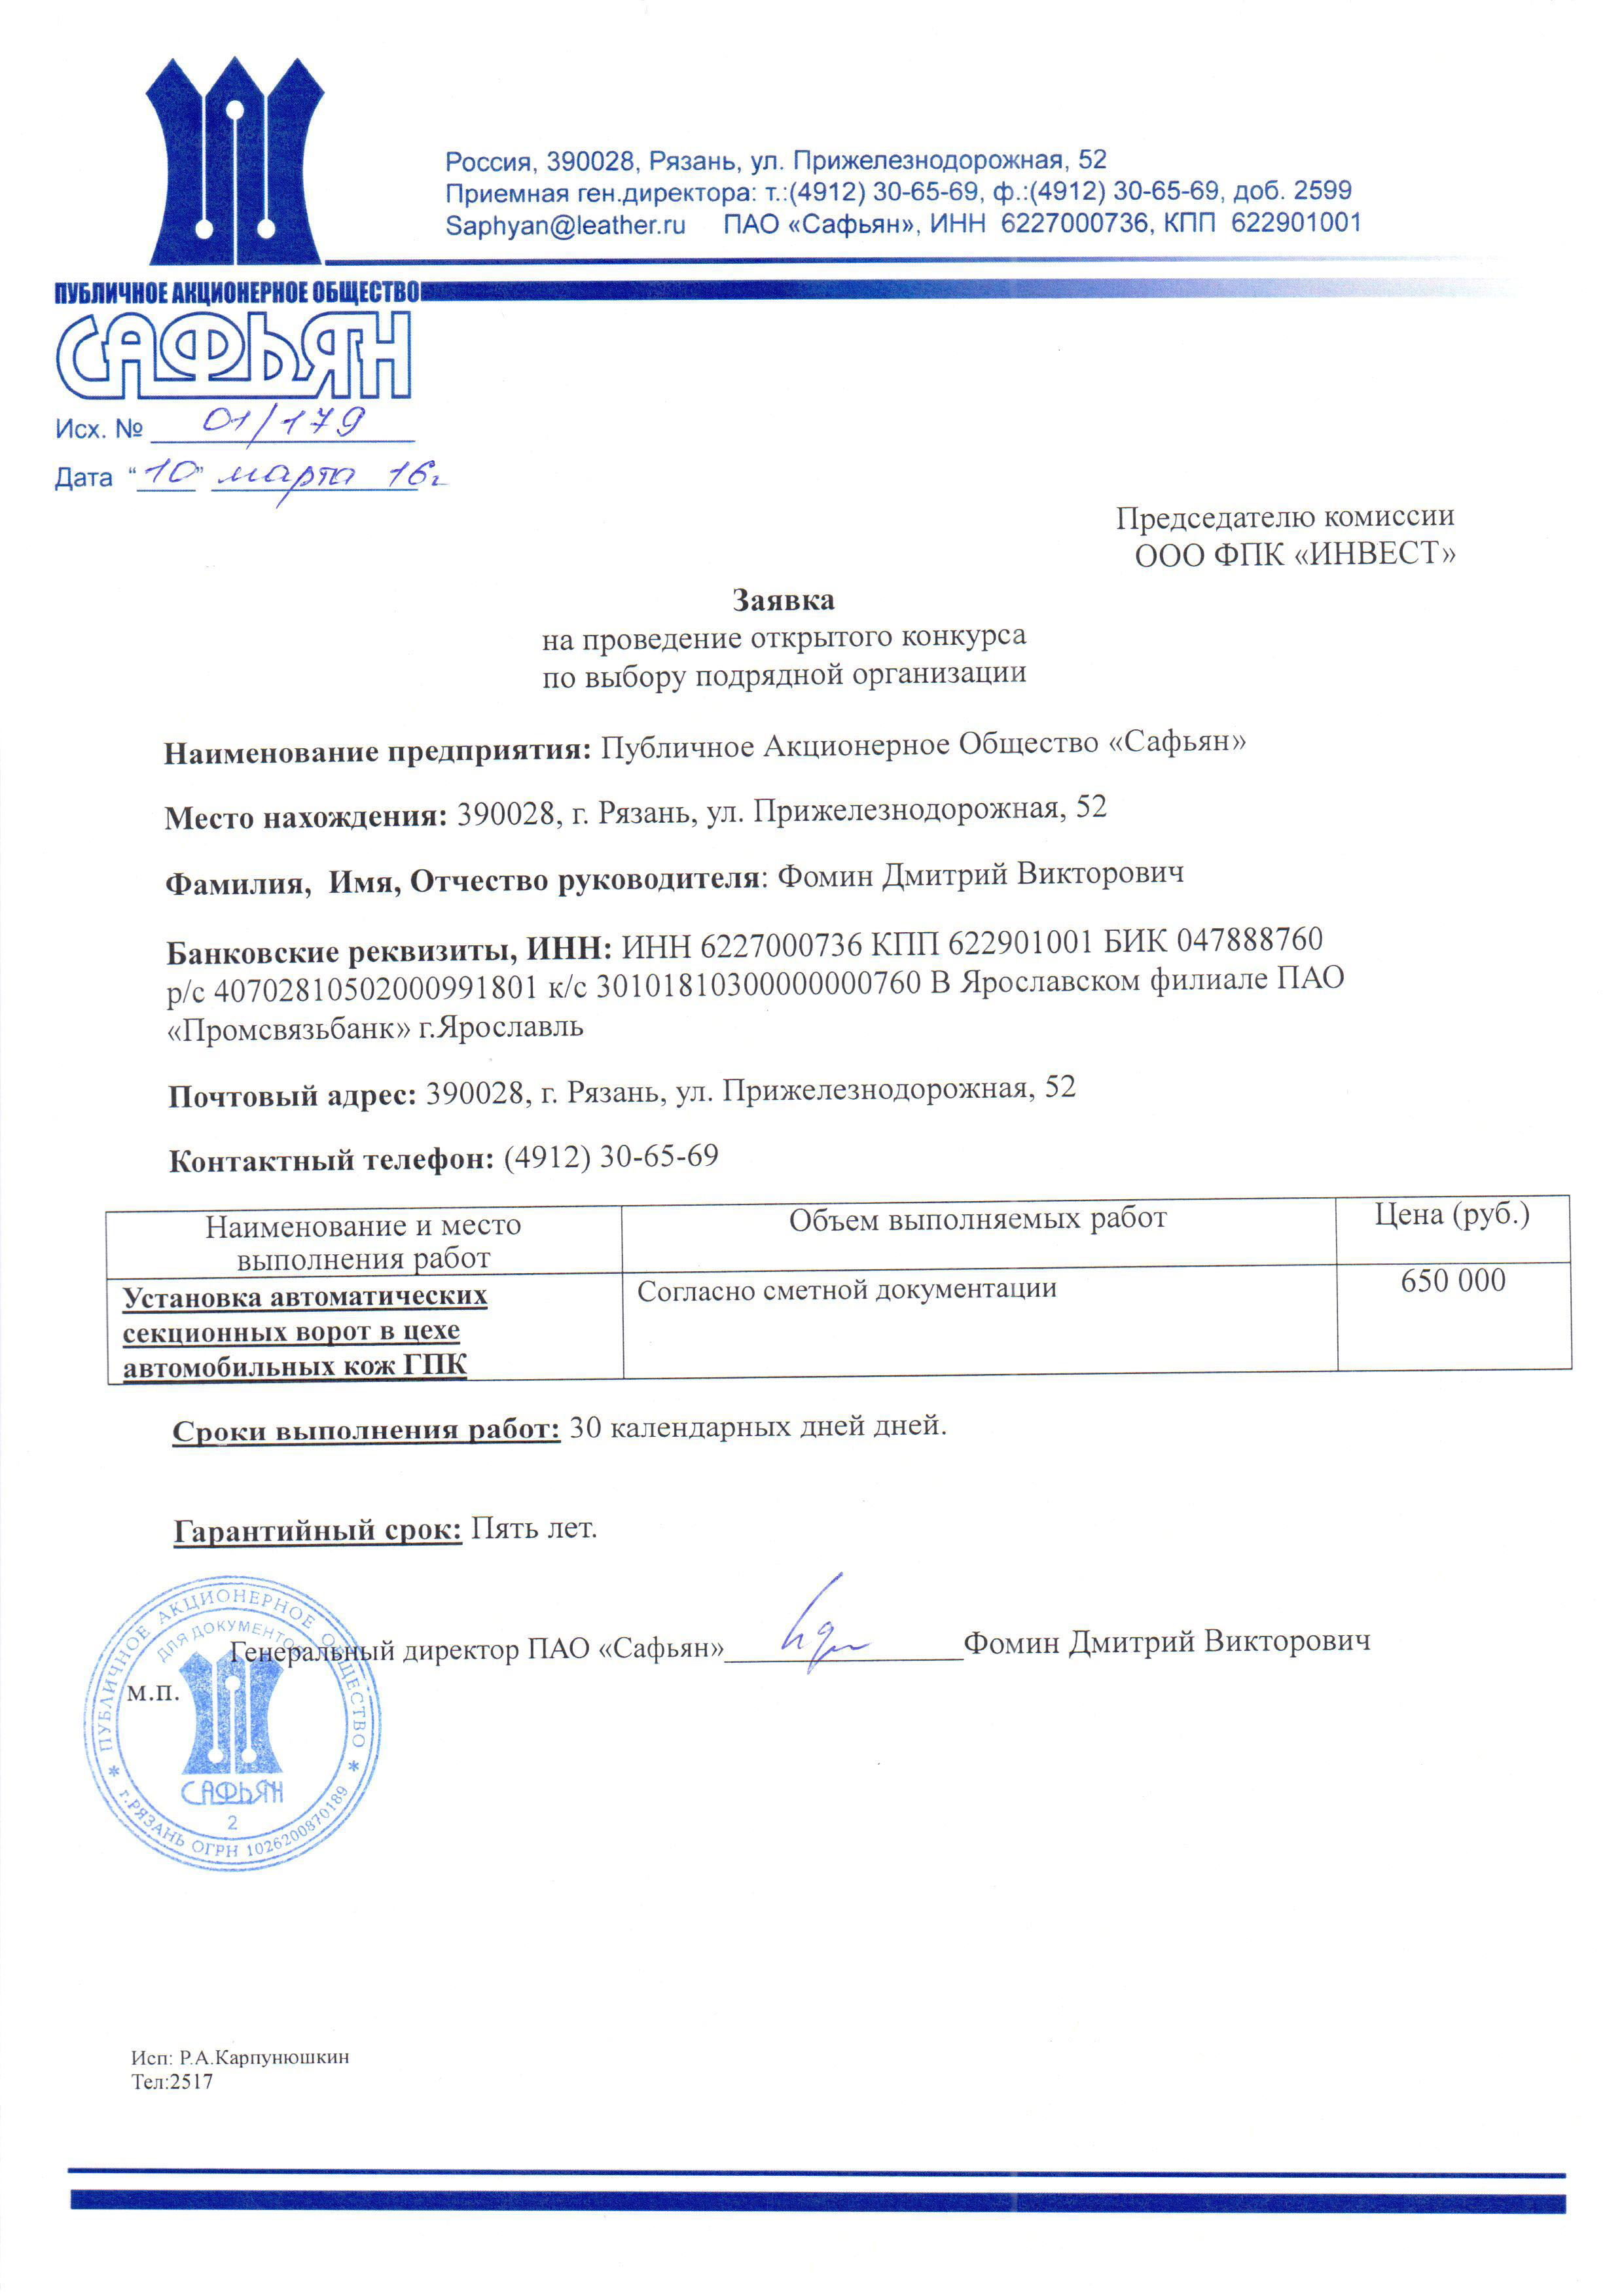 Россия, 390028, Рязань, ул. Прижелезнодорожная, 52
Приемная ген.директора: т.:(4912) 30-65-69, ф.:(4912) 30-65-69, доб. 2599
Saphyan@leather.ru ПАО «Сафьян», ИНН 6227000736, КПП 622901001
ПУБЛИЧНОЕ АКЦИОНЕРНОЕ ОБЩЕСТВО
САФЬЯН
Исх. № 01/179
Дата “10” марта 16г
Председателю комиссии
ООО ФПК «ИНВЕСТ»
Заявка
на проведение открытого конкурса
по выбору подрядной организации
Наименование предприятия: Публичное Акционерное Общество «Сафьян»
Место нахождения: 390028, г. Рязань, ул. Прижелезнодорожная, 52
Фамилия, Имя, Отчество руководителя: Фомин Дмитрий Викторович
Банковские реквизиты, ИНН: ИНН 6227000736 КПП 622901001 БИК 047888760
р/с 40702810502000991801 к/с 30101810300000000760 В Ярославском филиале ПАО
«Промсвязьбанк» г.Ярославль
Почтовый адрес: 390028, г. Рязань, ул. Прижелезнодорожная, 52
Контактный телефон: (4912) 30-65-69
Наименование и место выполнения работ Объем выполняемых работ Цена (руб.)
Установка автоматических Согласно сметной документации 650 000
секционных ворот в цехе
автомобильных кож ГПК
Сроки выполнения работ: 30 календарных дней дней.
Гарантийный срок: Пять лет.
Генеральный директор ПАО «Сафьян» Фомин Дмитрий Викторович
м.п.
ПУБЛИЧНОЕ АКЦИОНЕРНОЕ ОБЩЕСТВО
ДЛЯ ДОКУМЕНТОВ
САФЬЯН
2
* г.РЯЗАНЬ ОГРН 1026200870189 *
Исп: Р.А.Карпунюшкин
Тел:2517